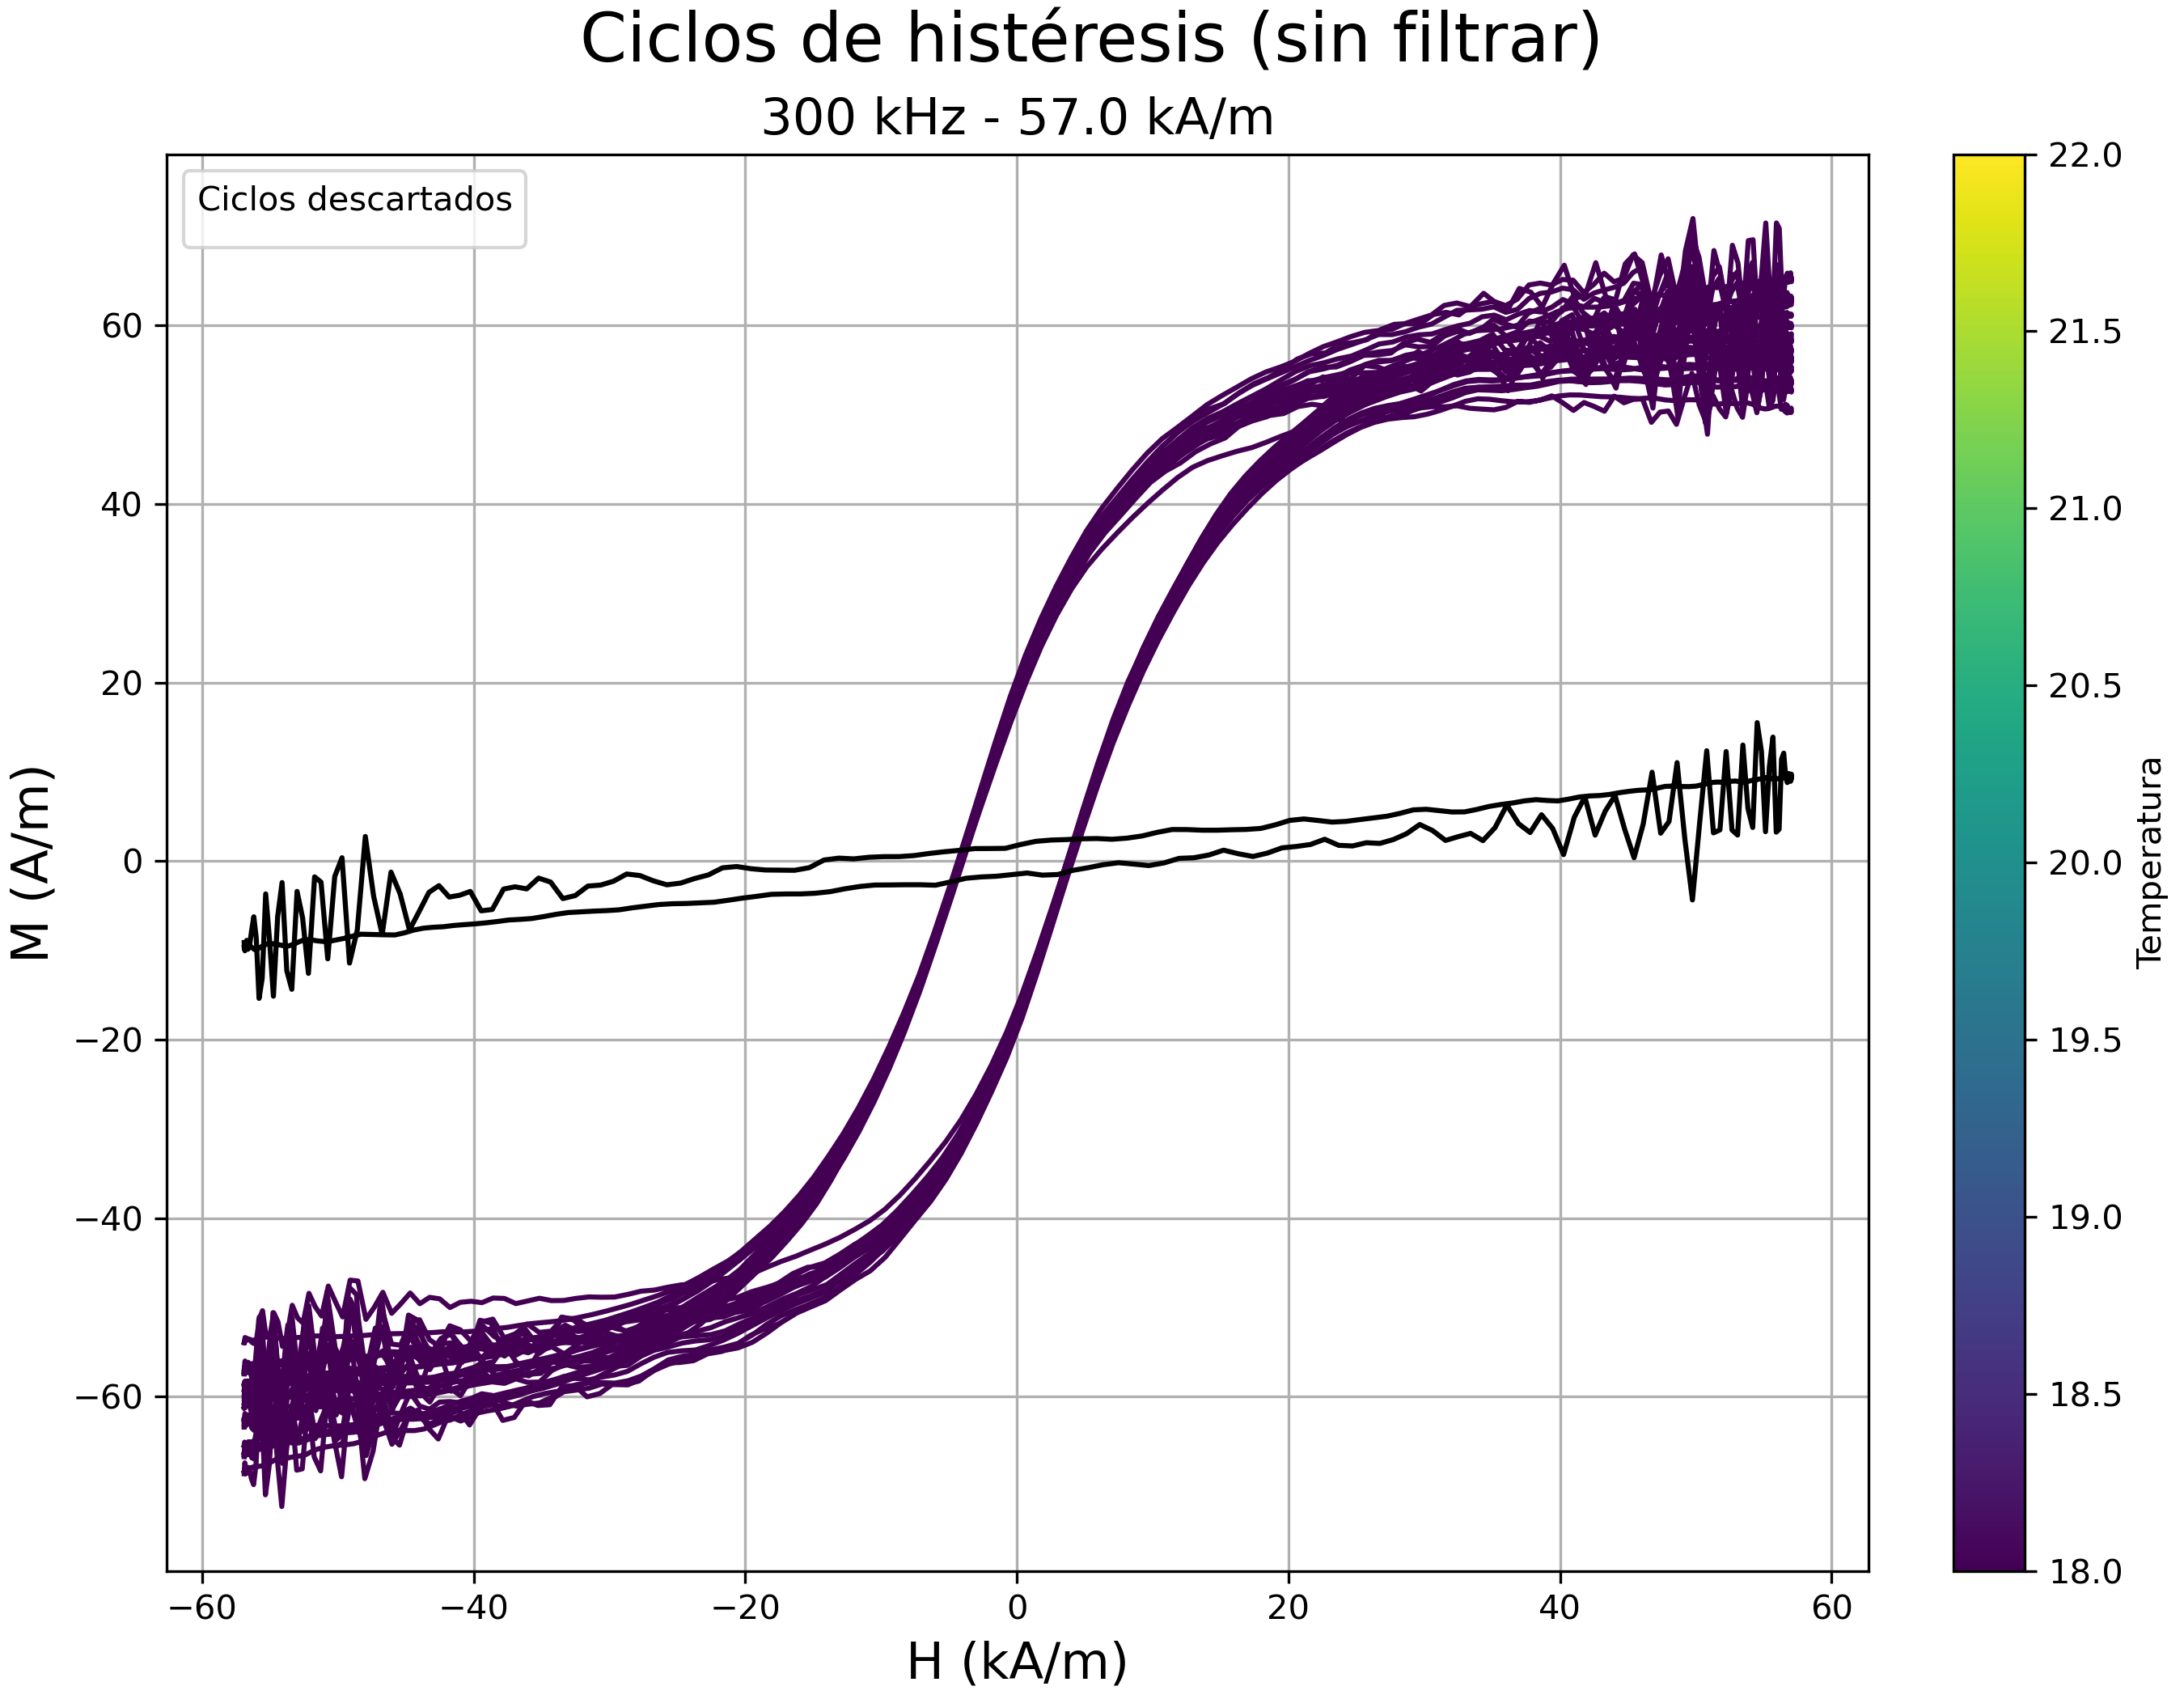 Ciclos de histéresis (sin filtrar)
300 kHz - 57.0 kA/m
Ciclos descartados
60
40
20
0
−20
−40
−60
M (A/m)
−60 −40 −20 0 20 40 60
H (kA/m)
22.0
21.5
21.0
20.5
20.0
19.5
19.0
18.5
18.0
Temperatura